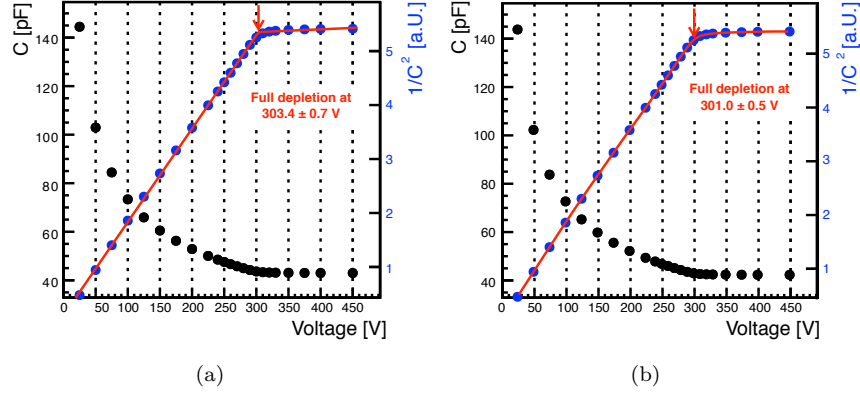 C [pF]
140
120
100
80
60
40
0 50 100 150 200 250 300 350 400 450
Voltage [V]
1/C² [a.U.]
5
4
3
2
1
Full depletion at
303.4 ± 0.7 V
(a)
C [pF]
140
120
100
80
60
40
0 50 100 150 200 250 300 350 400 450
Voltage [V]
1/C² [a.U.]
5
4
3
2
1
Full depletion at
301.0 ± 0.5 V
(b)